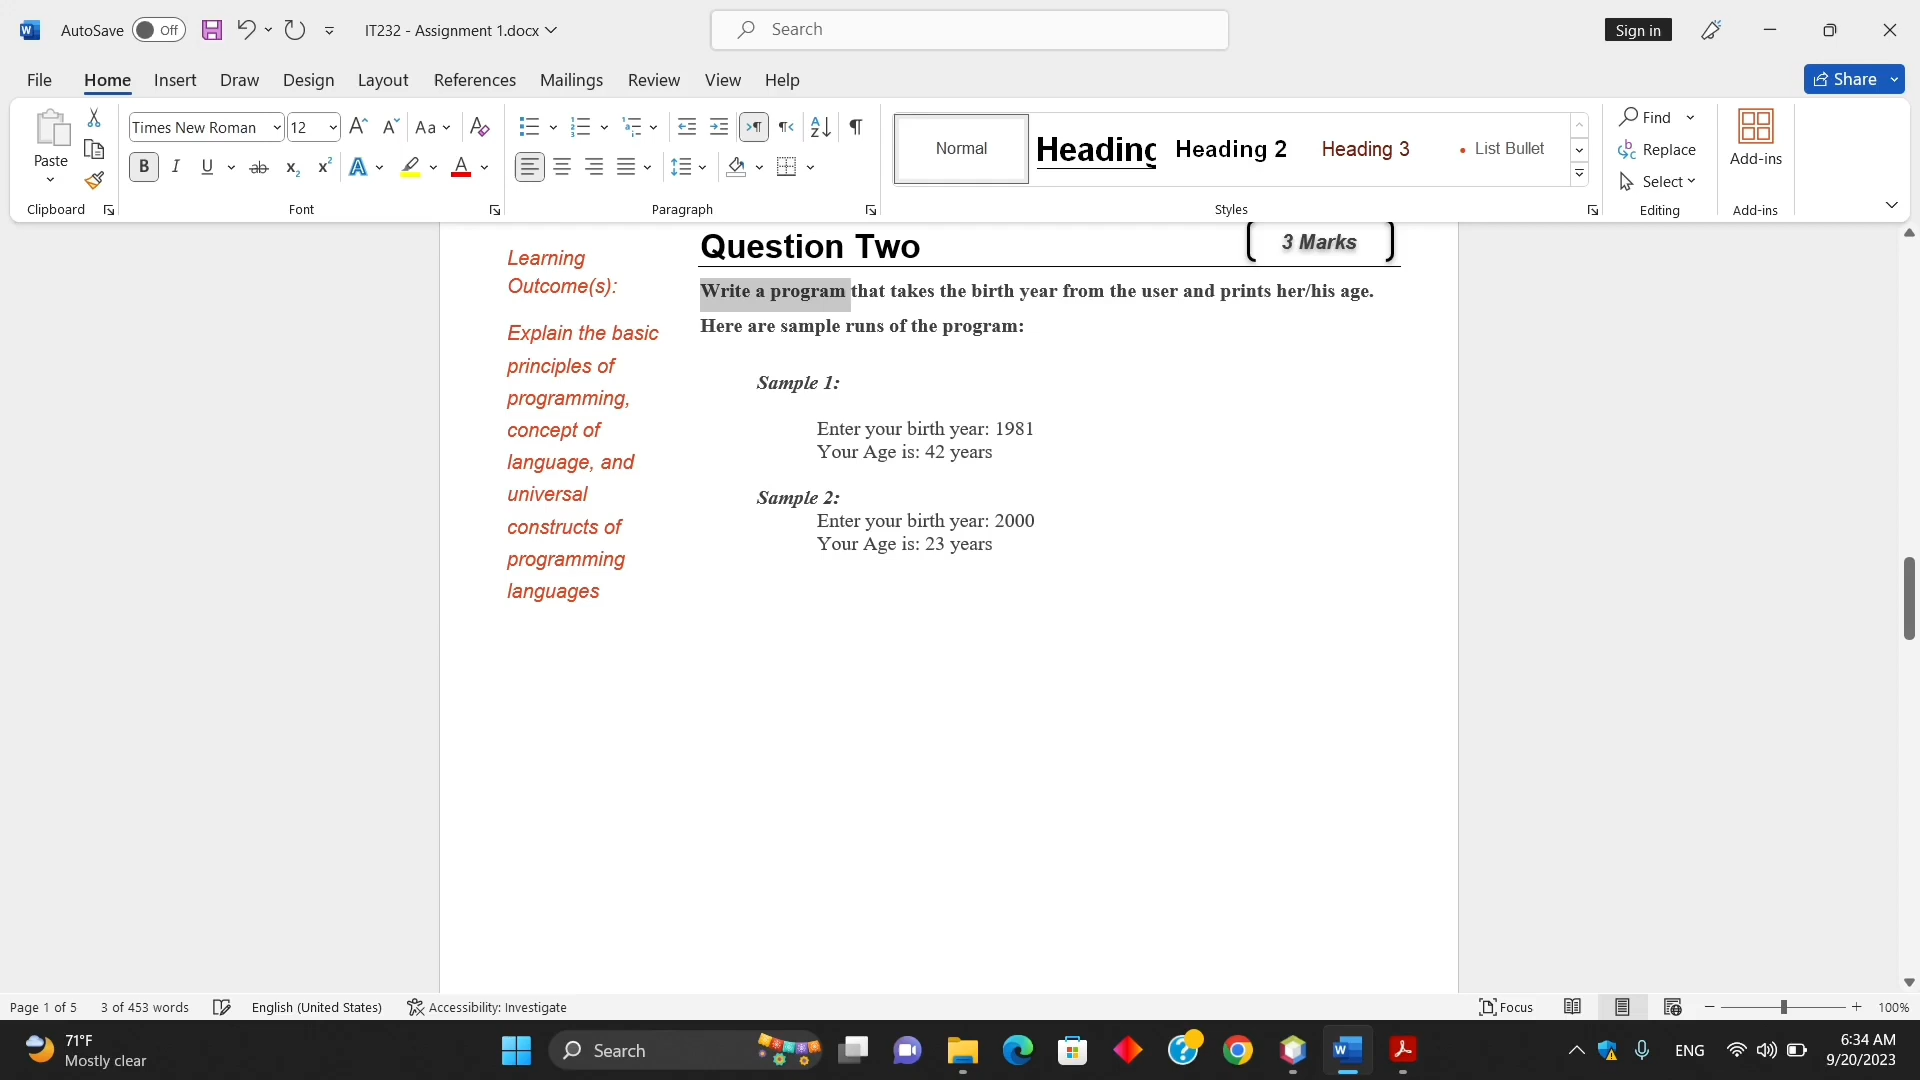 AutoSave Off IT232 - Assignment 1.docx Search Sign in
File Home Insert Draw Design Layout References Mailings Review View Help Share
Paste
Clipboard
Times New Roman 12 Aa
B I U ab x2 x2 A A
Font
Paragraph
Normal Heading Heading 2 Heading 3 • List Bullet
Styles
Find
Replace
Select
Editing
Add-ins
Add-ins
Learning
Outcome(s):
Explain the basic
principles of
programming,
concept of
language, and
universal
constructs of
programming
languages
Question Two
3 Marks
Write a program that takes the birth year from the user and prints her/his age.
Here are sample runs of the program:
Sample 1:
Enter your birth year: 1981
Your Age is: 42 years
Sample 2:
Enter your birth year: 2000
Your Age is: 23 years
Page 1 of 5 3 of 453 words English (United States) Accessibility: Investigate Focus 100%
71°F
Mostly clear
Search
ENG
6:34 AM
9/20/2023